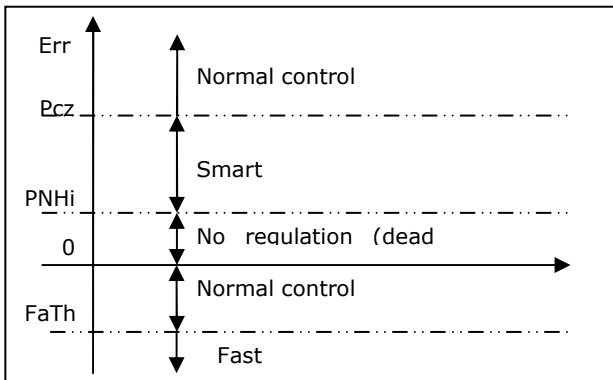 Err
Normal control
Pcz
Smart
PNHi
No regulation (dead
0
Normal control
FaTh
Fast